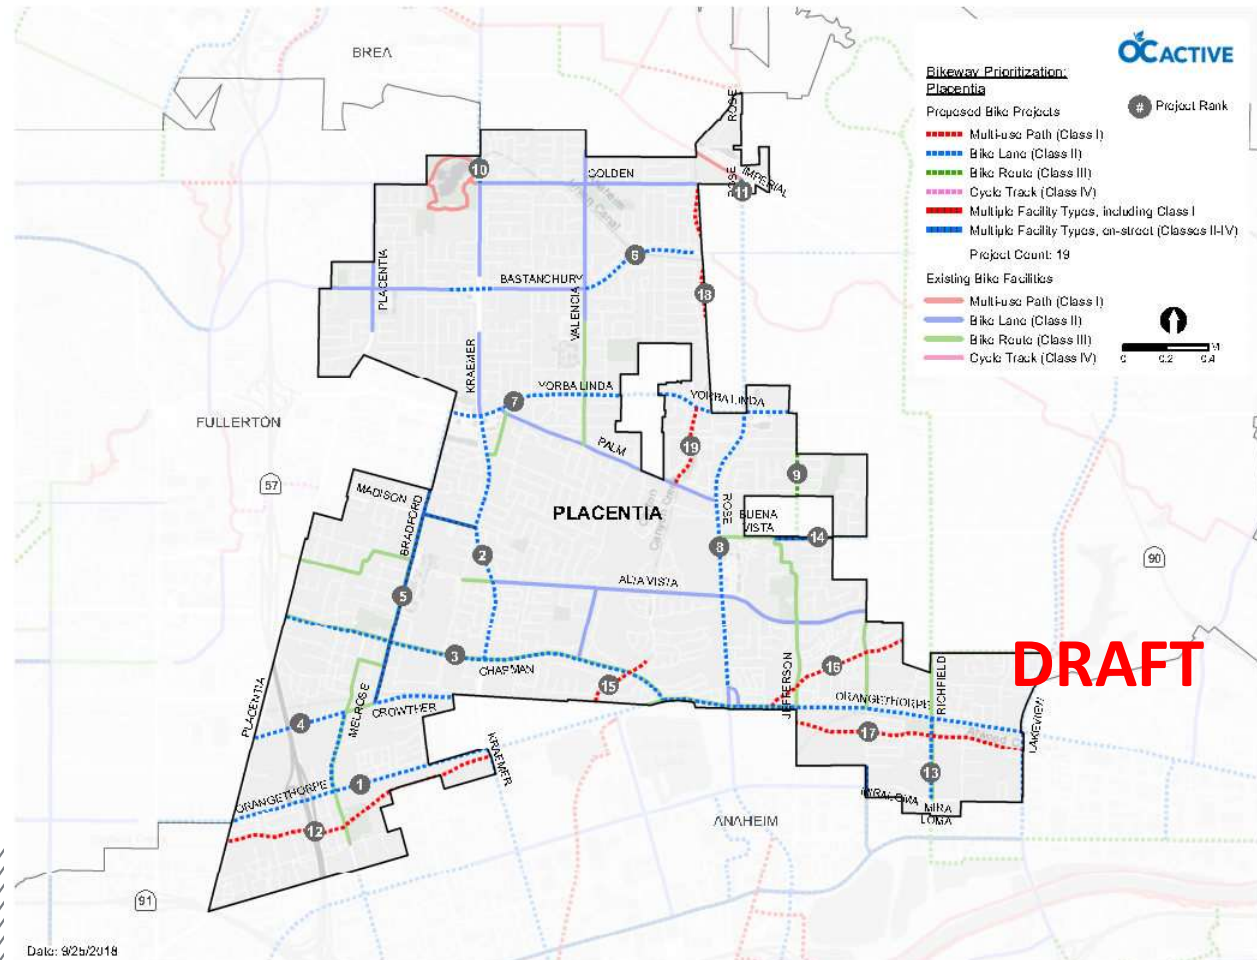 OC ACTIVE
Bikeway Prioritization:
Placentia
Proposed Bike Projects
# Project Rank
Multi-use Path (Class I)
Bike Lane (Class II)
Bike Route (Class III)
Cycle Track (Class IV)
Multiple Facility Types, including Class I
Multiple Facility Types, on-street (Classes II-IV)
Project Count: 19
Existing Bike Facilities
Multi-use Path (Class I)
Bike Lane (Class II)
Bike Route (Class III)
Cycle Track (Class IV)
0 0.2 0.4
BREA
ROSE
10
GOLDEN
ROSE
IMPERIAL
11
6
PLACENTIA
BASTANCHURY
18
VALENCIA
KRAEMER
YORBA LINDA
YORBA LINDA
7
FULLERTON
PALM
19
9
57
MADISON
BRADFORD
PLACENTIA
ROSE
BUENA
VISTA
14
2
8
90
ALTA VISTA
5
3
CHAPMAN
DRAFT
15
16
JEFFERSON
RICHFIELD
PLACENTIA
MELROSE
CROWTHER
ORANGETHORPE
LAKEVIEW
4
17
KRAEMER
1
ORANGETHORPE
13
MIRALOMA
MIRA
LOMA
12
ANAHEIM
91
Date: 9/25/2018